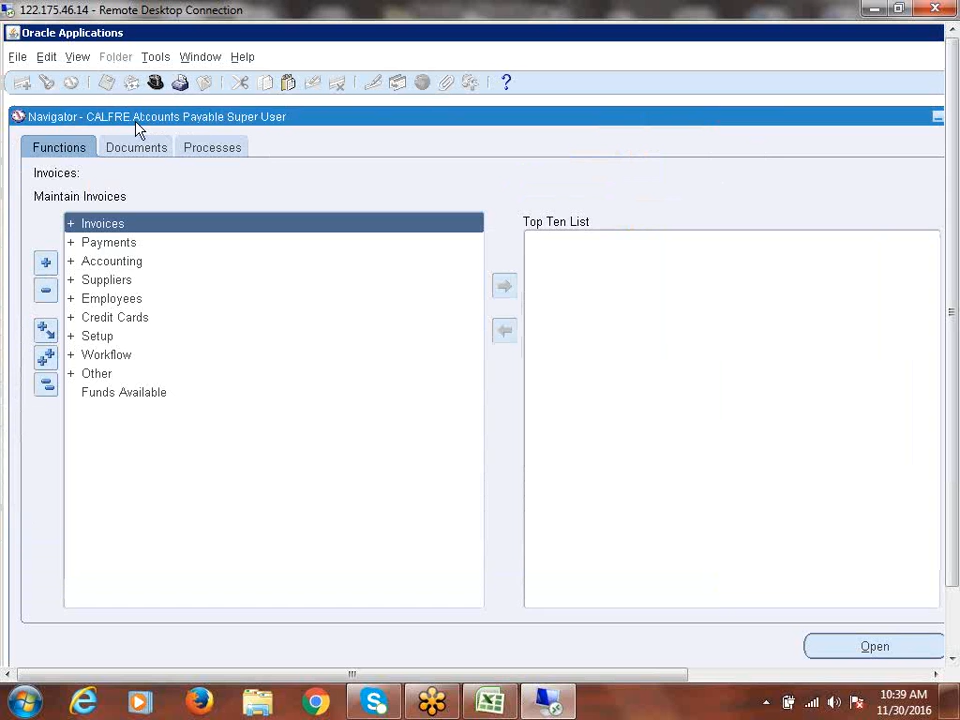 122.175.46.14 - Remote Desktop Connection
Oracle Applications
File Edit View Folder Tools Window Help
Navigator - CALFRE Accounts Payable Super User
Functions Documents Processes
Invoices:
Maintain Invoices
Top Ten List
+ Invoices
+ Payments
+ Accounting
+ Suppliers
+ Employees
+ Credit Cards
+ Setup
+ Workflow
+ Other
Funds Available
Open
10:39 AM
11/30/2016